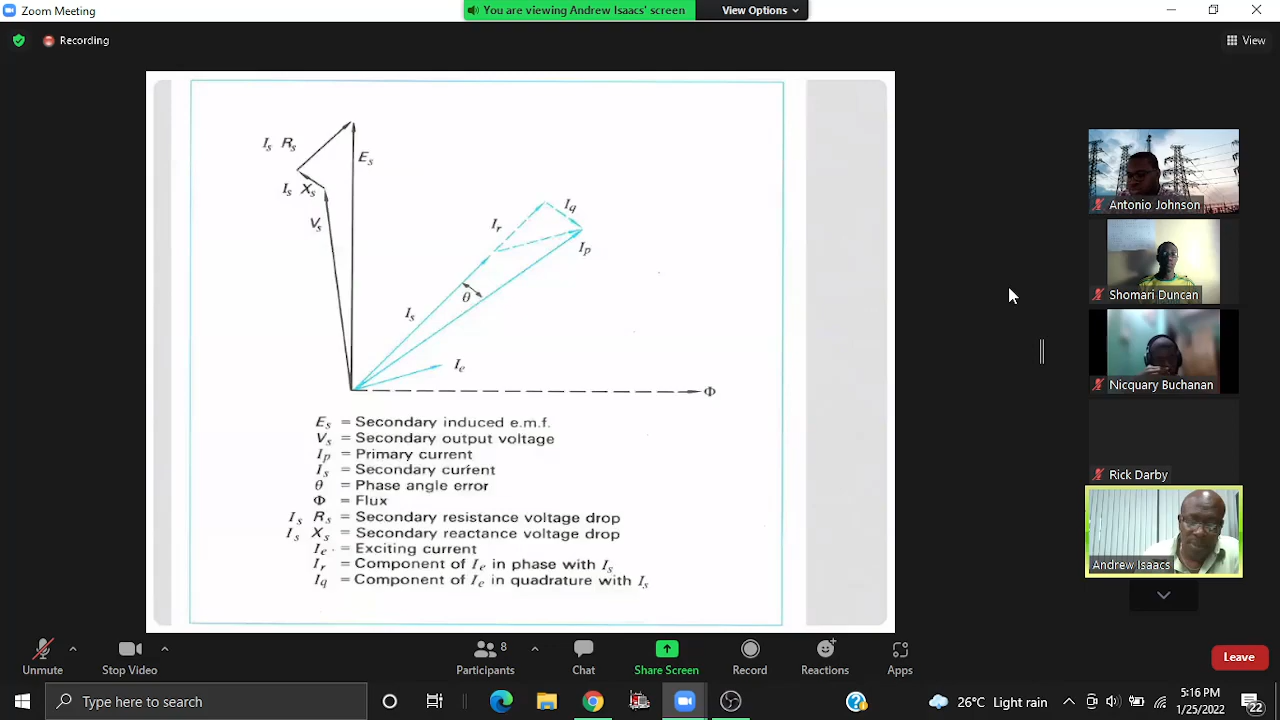 Zoom Meeting
You are viewing Andrew Isaacs' screen
View Options
Recording
View
Is Rs
Es
Is Xs
Vs
Iq
Ir
Ip
θ
Is
Ie
Φ
Es = Secondary induced e.m.f.
Vs = Secondary output voltage
Ip = Primary current
Is = Secondary current
θ = Phase angle error
Φ = Flux
Is Rs = Secondary resistance voltage drop
Is Xs = Secondary reactance voltage drop
Ie = Exciting current
Ir = Component of Ie in phase with Is
Iq = Component of Ie in quadrature with Is
Antonio Johnson
Shomari Duncan
Nicquary Buchanan
Rick Darby
Andrew Isaacs
Unmute
Stop Video
8
Participants
Chat
Share Screen
Record
Reactions
Apps
Leave
Type here to search
26°C Light rain
5:16 PM
1/25/2022
22